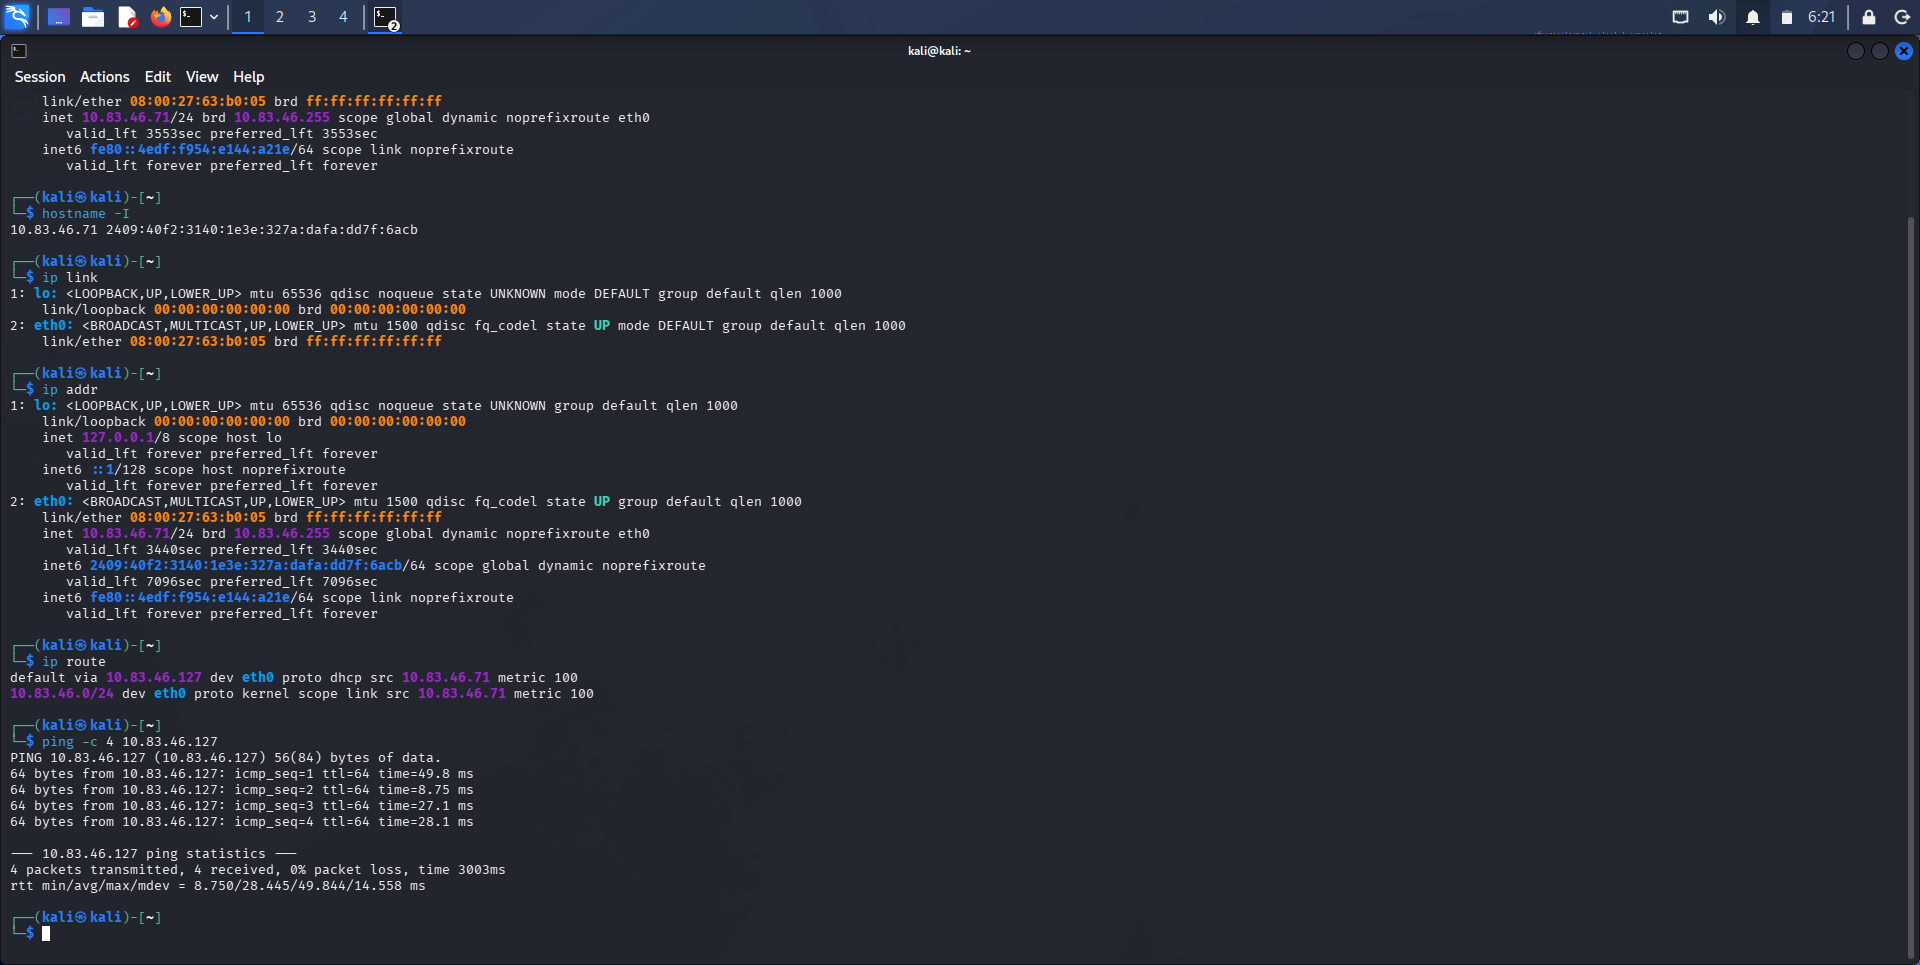 1 2 3 4 2 6:21
kali@kali: ~
Session Actions Edit View Help
link/ether 08:00:27:63:b0:05 brd ff:ff:ff:ff:ff:ff
inet 10.83.46.71/24 brd 10.83.46.255 scope global dynamic noprefixroute eth0
valid_lft 3553sec preferred_lft 3553sec
inet6 fe80::4edf:f954:e144:a21e/64 scope link noprefixroute
valid_lft forever preferred_lft forever
┌──(kali㉿kali)-[~]
└─$ hostname -I
10.83.46.71 2409:40f2:3140:1e3e:327a:dafa:dd7f:6acb
┌──(kali㉿kali)-[~]
└─$ ip link
1: lo: <LOOPBACK,UP,LOWER_UP> mtu 65536 qdisc noqueue state UNKNOWN mode DEFAULT group default qlen 1000
link/loopback 00:00:00:00:00:00 brd 00:00:00:00:00:00
2: eth0: <BROADCAST,MULTICAST,UP,LOWER_UP> mtu 1500 qdisc fq_codel state UP mode DEFAULT group default qlen 1000
link/ether 08:00:27:63:b0:05 brd ff:ff:ff:ff:ff:ff
┌──(kali㉿kali)-[~]
└─$ ip addr
1: lo: <LOOPBACK,UP,LOWER_UP> mtu 65536 qdisc noqueue state UNKNOWN group default qlen 1000
link/loopback 00:00:00:00:00:00 brd 00:00:00:00:00:00
inet 127.0.0.1/8 scope host lo
valid_lft forever preferred_lft forever
inet6 ::1/128 scope host noprefixroute
valid_lft forever preferred_lft forever
2: eth0: <BROADCAST,MULTICAST,UP,LOWER_UP> mtu 1500 qdisc fq_codel state UP group default qlen 1000
link/ether 08:00:27:63:b0:05 brd ff:ff:ff:ff:ff:ff
inet 10.83.46.71/24 brd 10.83.46.255 scope global dynamic noprefixroute eth0
valid_lft 3440sec preferred_lft 3440sec
inet6 2409:40f2:3140:1e3e:327a:dafa:dd7f:6acb/64 scope global dynamic noprefixroute
valid_lft 7096sec preferred_lft 7096sec
inet6 fe80::4edf:f954:e144:a21e/64 scope link noprefixroute
valid_lft forever preferred_lft forever
┌──(kali㉿kali)-[~]
└─$ ip route
default via 10.83.46.127 dev eth0 proto dhcp src 10.83.46.71 metric 100
10.83.46.0/24 dev eth0 proto kernel scope link src 10.83.46.71 metric 100
┌──(kali㉿kali)-[~]
└─$ ping -c 4 10.83.46.127
PING 10.83.46.127 (10.83.46.127) 56(84) bytes of data.
64 bytes from 10.83.46.127: icmp_seq=1 ttl=64 time=49.8 ms
64 bytes from 10.83.46.127: icmp_seq=2 ttl=64 time=8.75 ms
64 bytes from 10.83.46.127: icmp_seq=3 ttl=64 time=27.1 ms
64 bytes from 10.83.46.127: icmp_seq=4 ttl=64 time=28.1 ms
--- 10.83.46.127 ping statistics ---
4 packets transmitted, 4 received, 0% packet loss, time 3003ms
rtt min/avg/max/mdev = 8.750/28.445/49.844/14.558 ms
┌──(kali㉿kali)-[~]
└─$